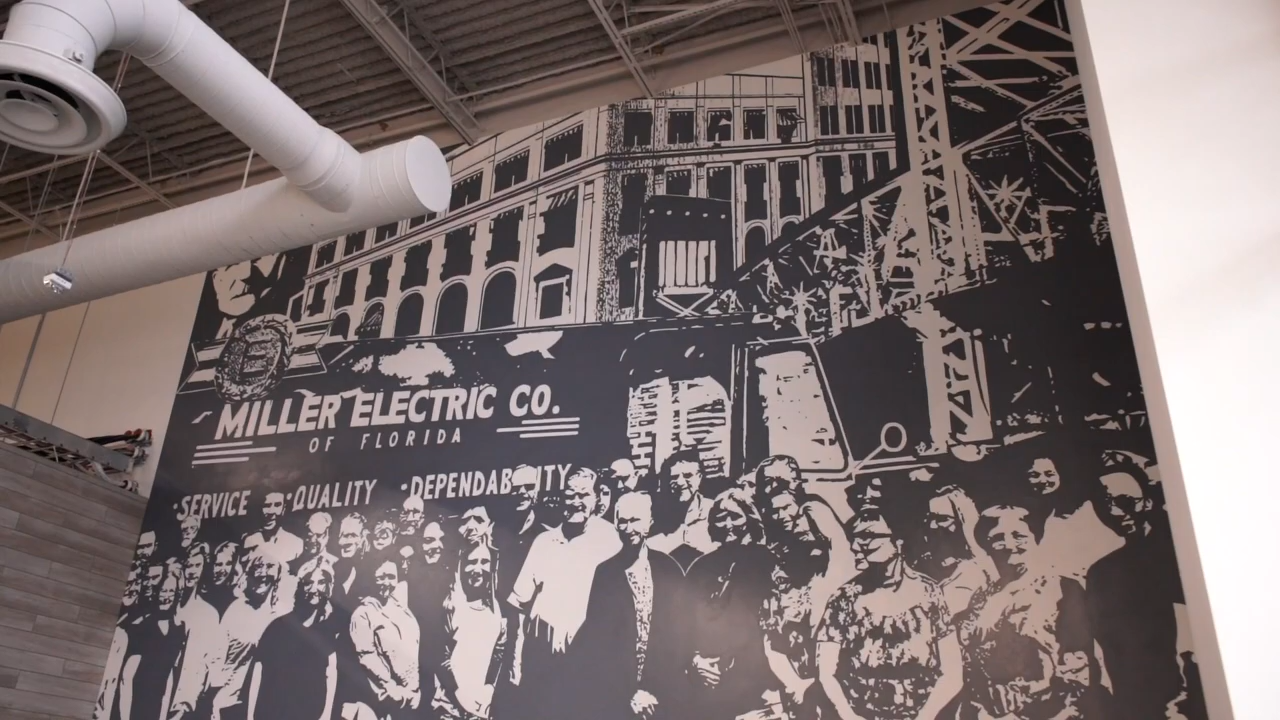 MILLER ELECTRIC CO.
OF FLORIDA
·SERVICE ·QUALITY ·DEPENDABILITY